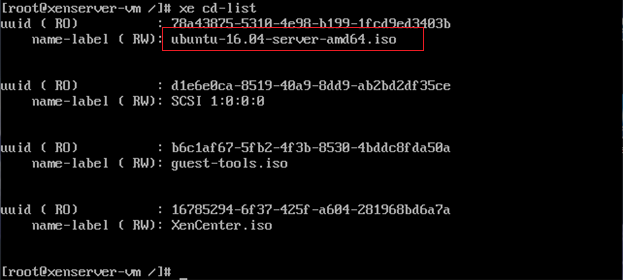 [root@xenserver-vm /]# xe cd-list
uuid ( RO) : 78a43875-5310-4e98-b199-1fcd9ed3403b
name-label ( RW): ubuntu-16.04-server-amd64.iso
uuid ( RO) : d1e6e0ca-8519-40a9-8dd9-ab2bd2df35ce
name-label ( RW): SCSI 1:0:0:0
uuid ( RO) : b6c1af67-5fb2-4f3b-8530-4bddc8fda50a
name-label ( RW): guest-tools.iso
uuid ( RO) : 16785294-6f37-425f-a604-281968bd6a7a
name-label ( RW): XenCenter.iso
[root@xenserver-vm /]# _